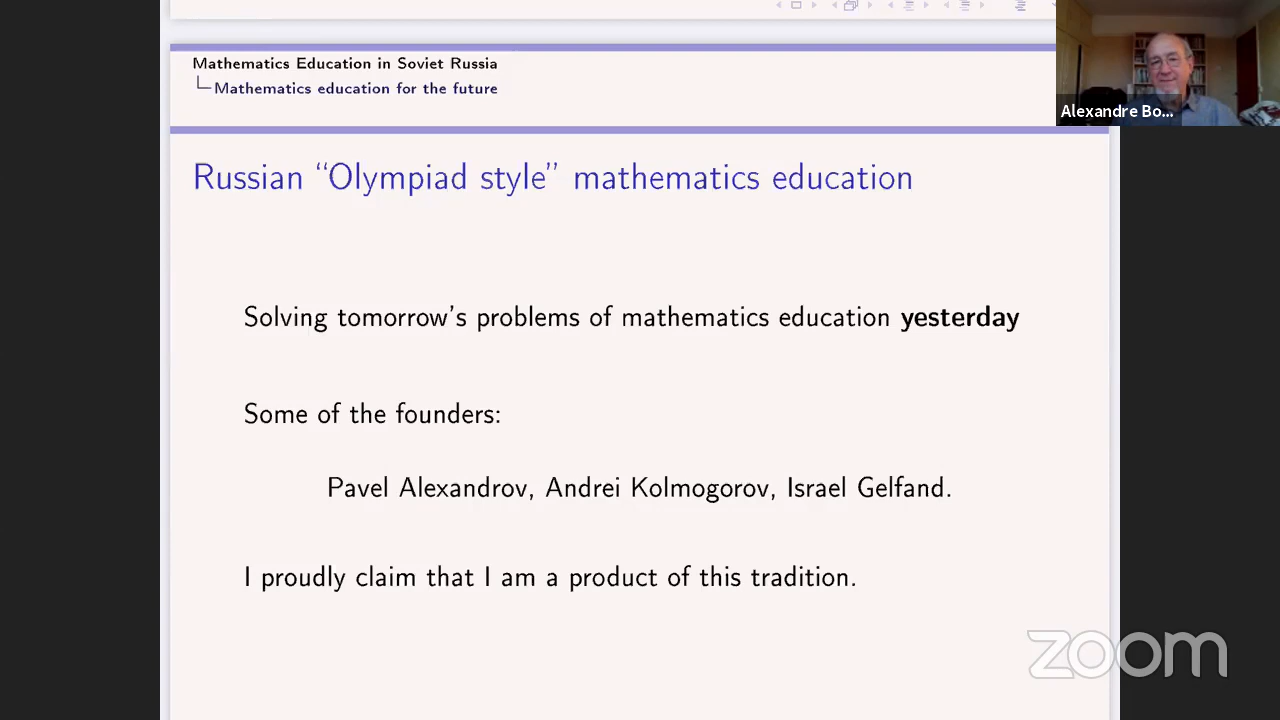 Mathematics Education in Soviet Russia
Mathematics education for the future
Alexandre Bo...
Russian “Olympiad style” mathematics education
Solving tomorrow’s problems of mathematics education yesterday
Some of the founders:
Pavel Alexandrov, Andrei Kolmogorov, Israel Gelfand.
I proudly claim that I am a product of this tradition.
zoom